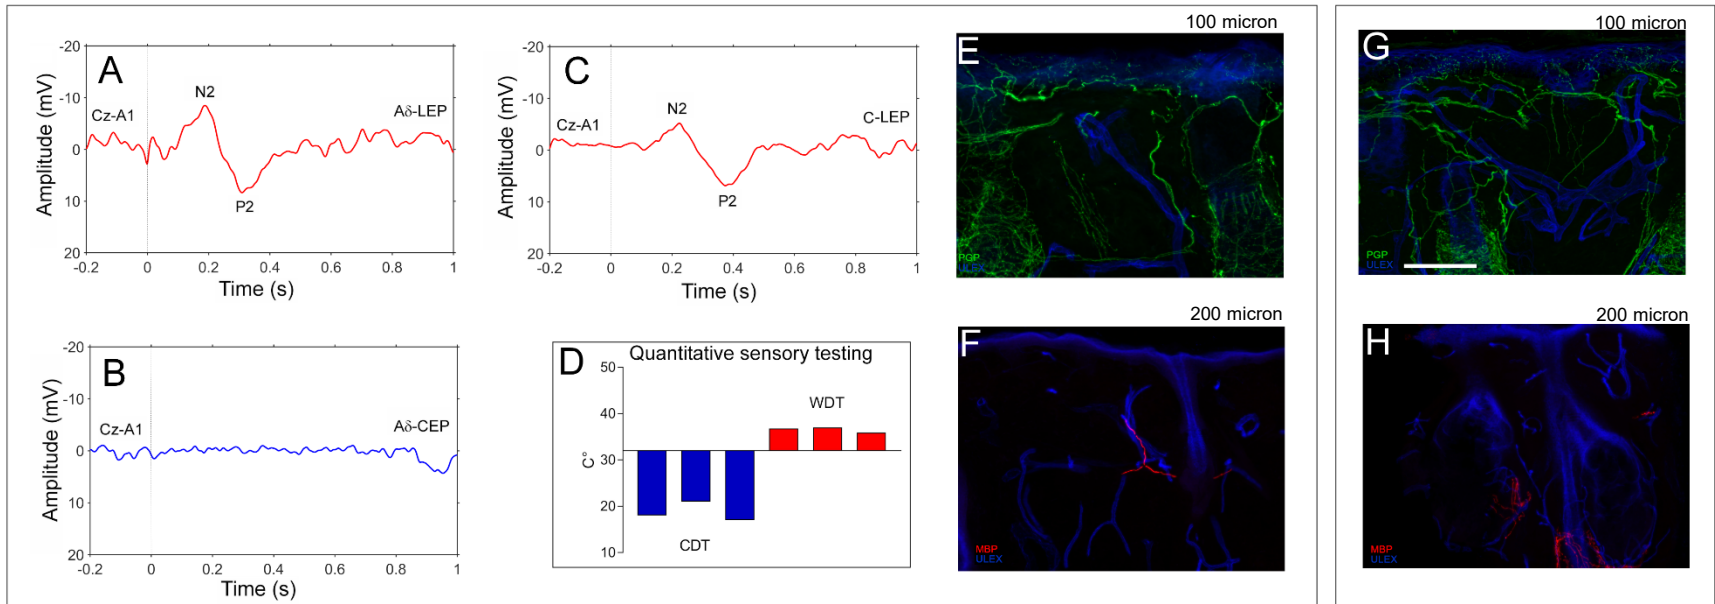 A
Amplitude (mV)
-20
-10
0
10
20
Cz-A1
N2
P2
Aδ-LEP
-0.2 0 0.2 0.4 0.6 0.8 1
Time (s)
C
Amplitude (mV)
-20
-10
0
10
20
Cz-A1
N2
P2
C-LEP
-0.2 0 0.2 0.4 0.6 0.8 1
Time (s)
B
Amplitude (mV)
-20
-10
0
10
20
Cz-A1
Aδ-CEP
-0.2 0 0.2 0.4 0.6 0.8 1
Time (s)
D
Quantitative sensory testing
C°
50
40
30
20
10
WDT
CDT
100 micron
E
PGP
ULEX
200 micron
F
MBP
ULEX
100 micron
G
PGP
ULEX
200 micron
H
MBP
ULEX